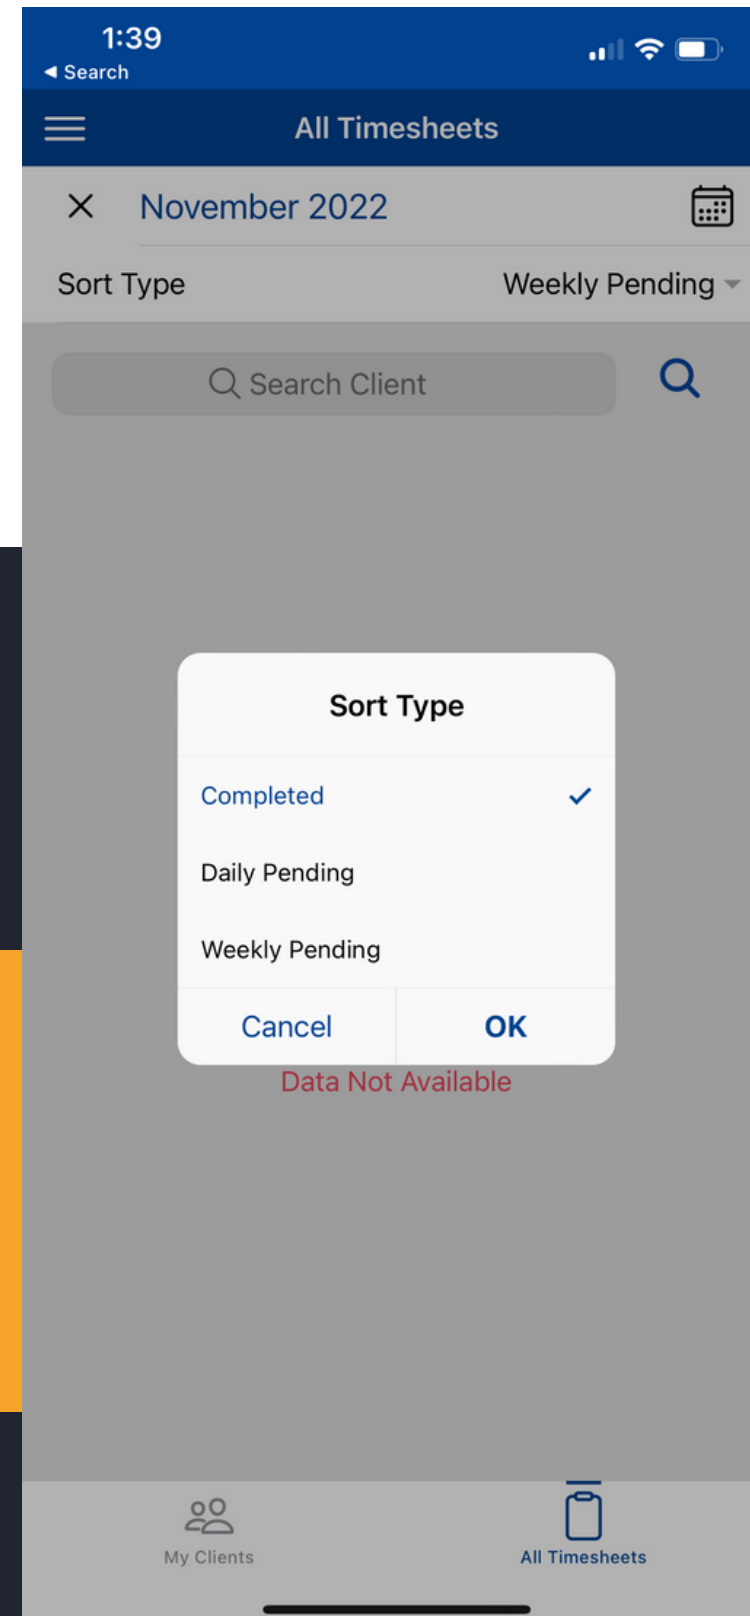 1:39
◀ Search
All Timesheets
November 2022
Sort Type Weekly Pending
Search Client
Sort Type
Completed
Daily Pending
Weekly Pending
Cancel OK
Data Not Available
My Clients All Timesheets